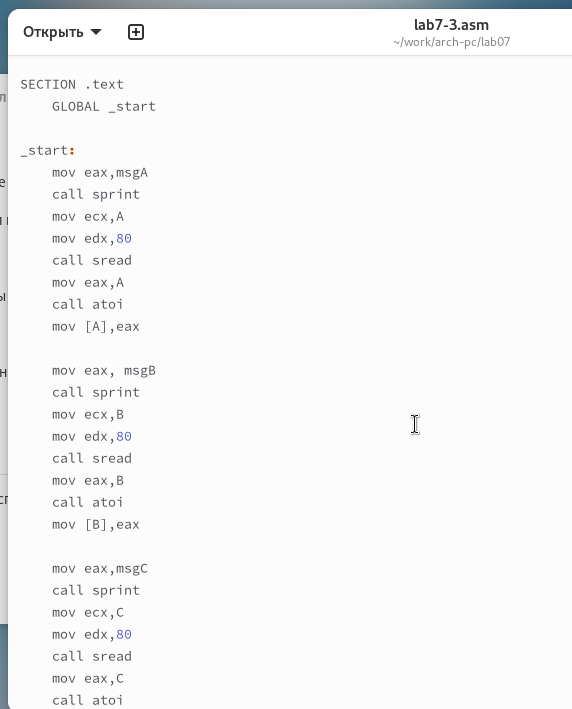 Открыть
lab7-3.asm
~/work/arch-pc/lab07
SECTION .text
    GLOBAL _start

_start:
    mov eax,msgA
    call sprint
    mov ecx,A
    mov edx,80
    call sread
    mov eax,A
    call atoi
    mov [A],eax

    mov eax, msgB
    call sprint
    mov ecx,B
    mov edx,80
    call sread
    mov eax,B
    call atoi
    mov [B],eax

    mov eax,msgC
    call sprint
    mov ecx,C
    mov edx,80
    call sread
    mov eax,C
    call atoi